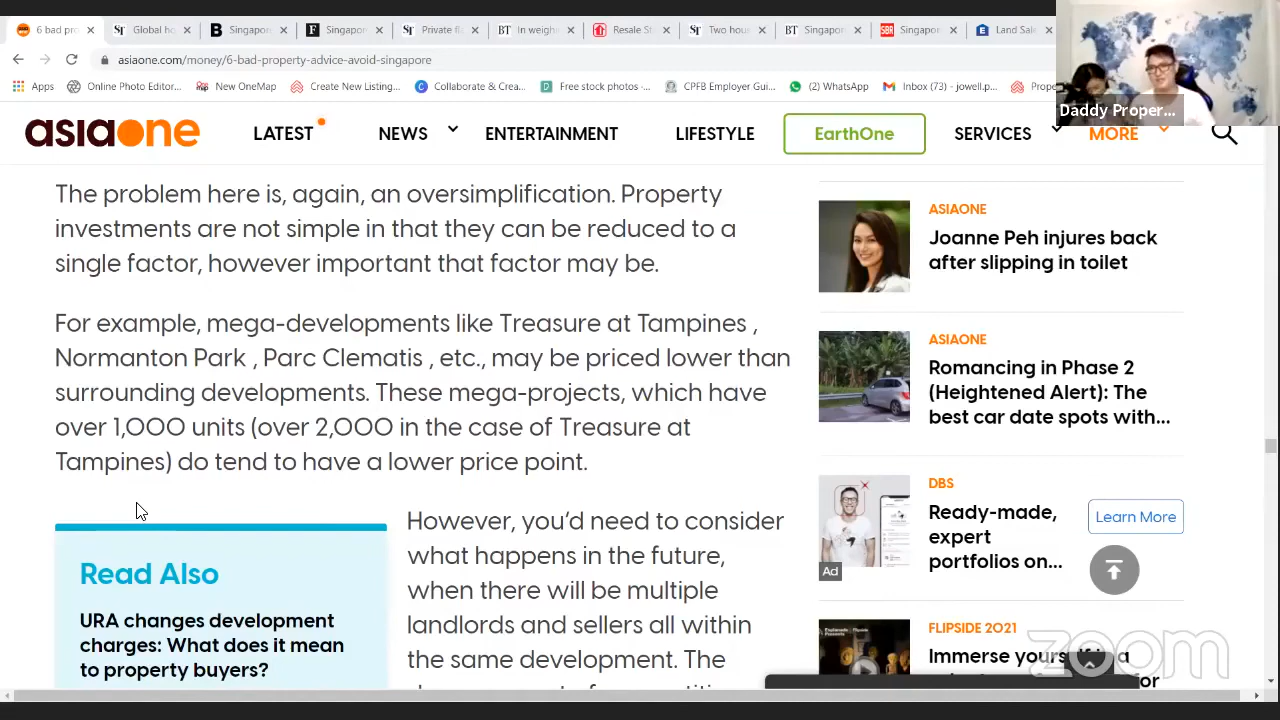 6 bad pro
Global ho
Singapor
Singapor
Private fl
In weigh
Resale St
Two hour
Singapor
Singapor
Land Sal
asiaone.com/money/6-bad-property-advice-avoid-singapore
Apps
Online Photo Editor...
New OneMap
Create New Listing...
Collaborate & Crea...
Free stock photos -...
CPFB Employer Gui...
(2) WhatsApp
Inbox (73) - jowell.p...
Daddy Proper...
asiaone
LATEST
NEWS
ENTERTAINMENT
LIFESTYLE
EarthOne
SERVICES
MORE
The problem here is, again, an oversimplification. Property
investments are not simple in that they can be reduced to a
single factor, however important that factor may be.
For example, mega-developments like Treasure at Tampines ,
Normanton Park , Parc Clematis , etc., may be priced lower than
surrounding developments. These mega-projects, which have
over 1,000 units (over 2,000 in the case of Treasure at
Tampines) do tend to have a lower price point.
Read Also
URA changes development
charges: What does it mean
to property buyers?
However, you'd need to consider
what happens in the future,
when there will be multiple
landlords and sellers all within
the same development. The
ASIAONE
Joanne Peh injures back
after slipping in toilet
ASIAONE
Romancing in Phase 2
(Heightened Alert): The
best car date spots with...
DBS
Ready-made,
expert
portfolios on...
Learn More
Ad
FLIPSIDE 2021
Immerse yourself in a
zoom